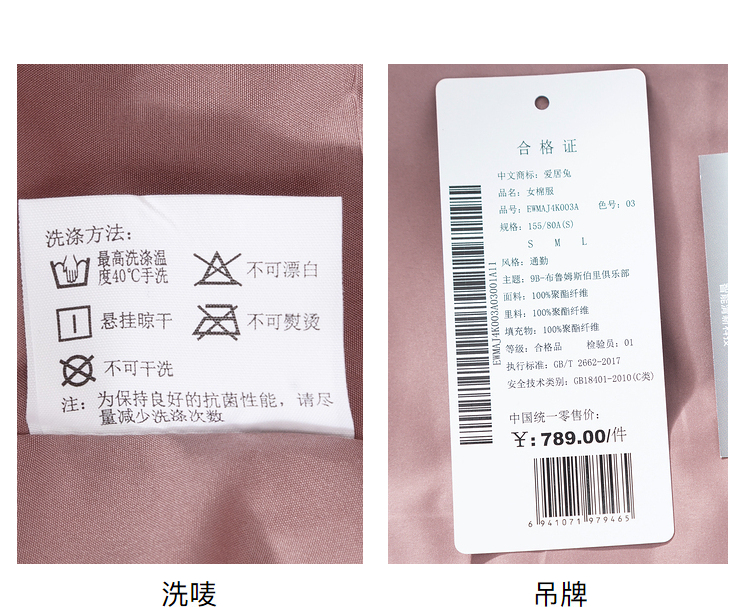 洗涤方法:
最高洗涤温
度40℃手洗
不可漂白
悬挂晾干
不可熨烫
不可干洗
注: 为保持良好的抗菌性能, 请尽
量减少洗涤次数
洗唛
合格证
中文商标: 爱居兔
品名: 女棉服
品号: EWMAJ4K003A 色号: 03
规格: 155/80A(S)
S M L
风格: 通勤
主题: 9B-布鲁姆斯伯里俱乐部
面料: 100%聚酯纤维
里料: 100%聚酯纤维
填充物: 100%聚酯纤维
等级: 合格品 检验员: 01
执行标准: GB/T 2662-2017
安全技术类别: GB18401-2010(C类)
中国统一零售价:
¥: 789.00/件
6 941071 979465
EWMAJ4K003A03001A11
吊牌